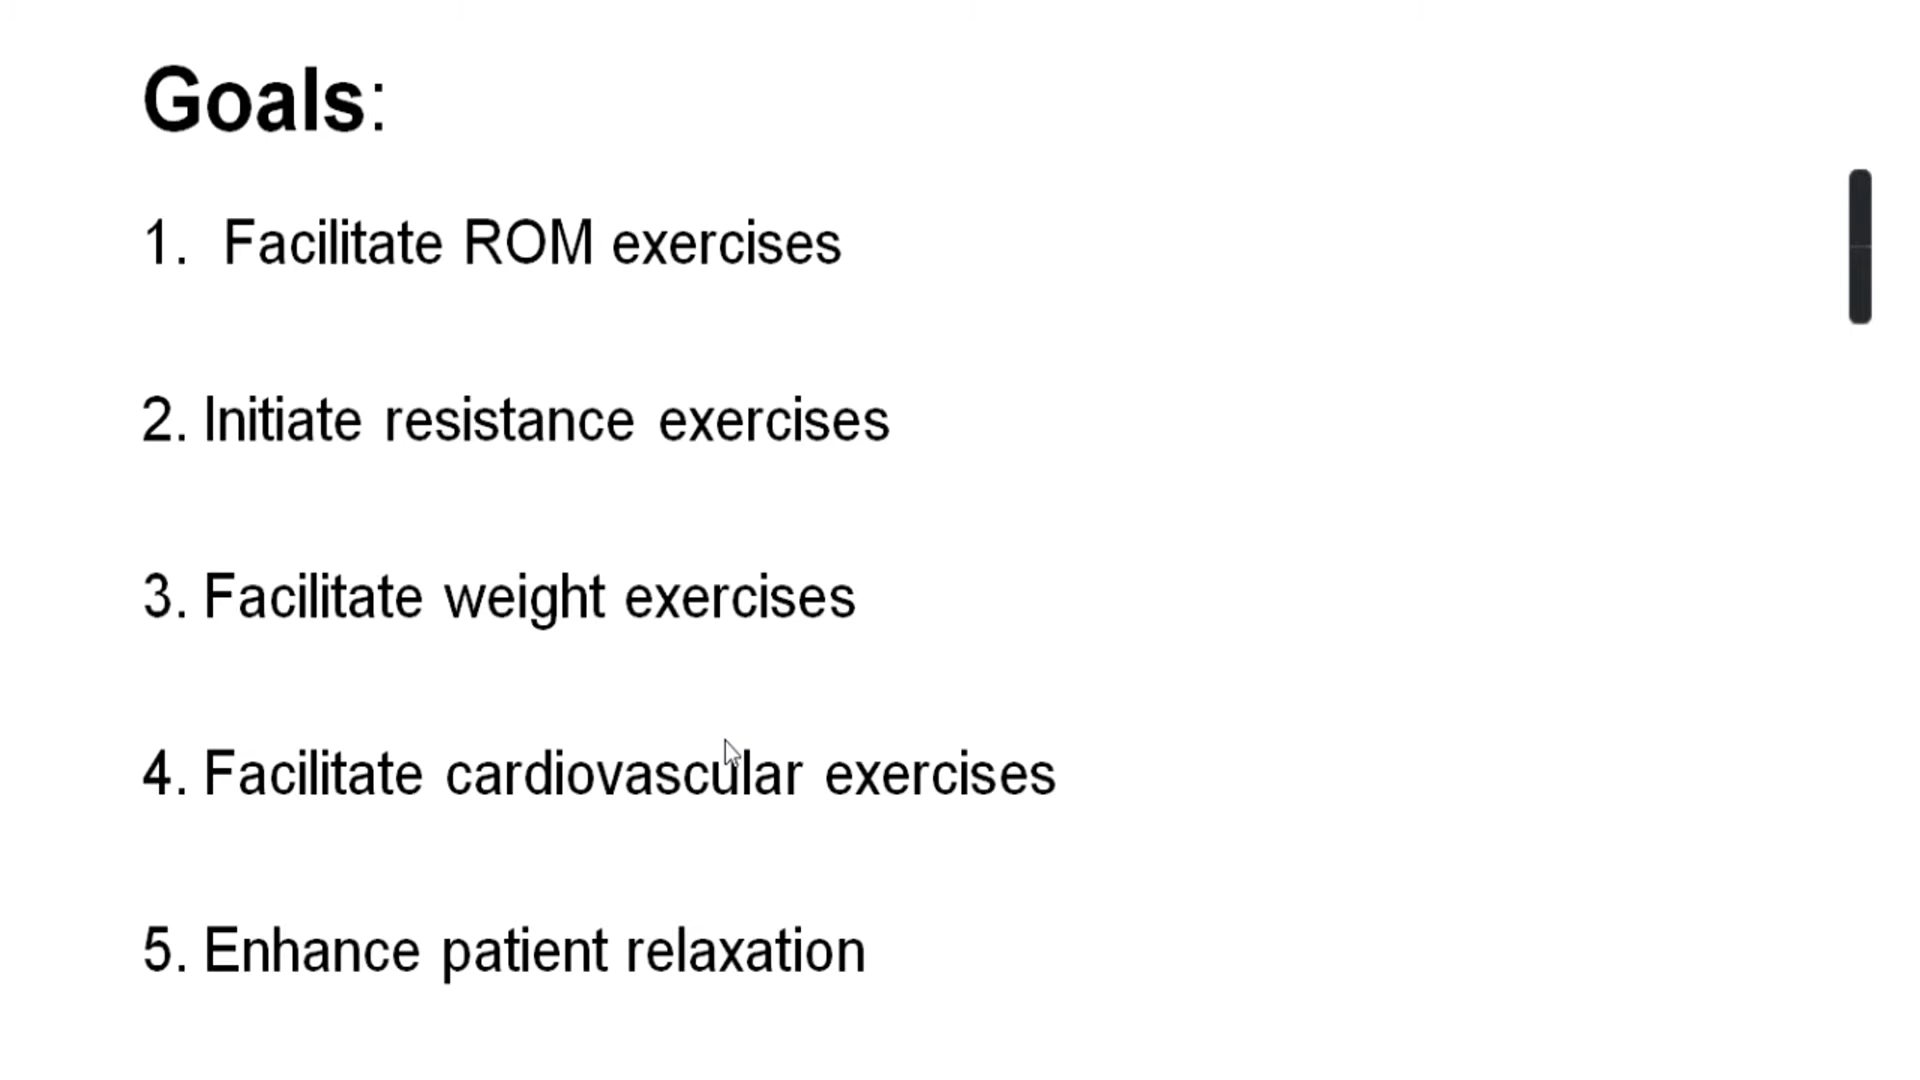 Goals:
1. Facilitate ROM exercises
2. Initiate resistance exercises
3. Facilitate weight exercises
4. Facilitate cardiovascular exercises
5. Enhance patient relaxation